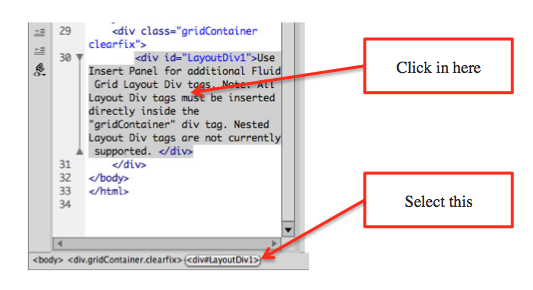 29 <div class="gridContainer
clearfix">
30 <div id="LayoutDiv1">Use
Insert Panel for additional Fluid
Grid Layout Div tags. Note: All
Layout Div tags must be inserted
directly inside the
"gridContainer" div tag. Nested
Layout Div tags are not currently
supported. </div>
31 </div>
32 </body>
33 </html>
34
Click in here
Select this
<body> <div.gridContainer.clearfix> <div#LayoutDiv1>